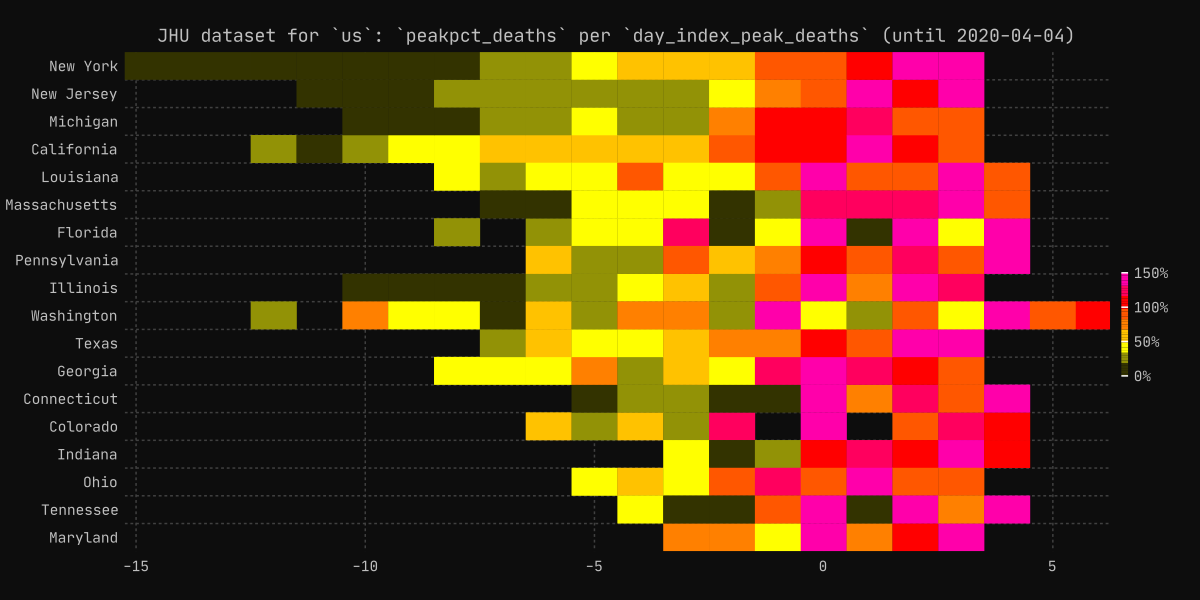 JHU dataset for `us`: `peakpct_deaths` per `day_index_peak_deaths` (until 2020-04-04)
New York
New Jersey
Michigan
California
Louisiana
Massachusetts
Florida
Pennsylvania
Illinois
Washington
Texas
Georgia
Connecticut
Colorado
Indiana
Ohio
Tennessee
Maryland
-15
-10
-5
0
5
150%
100%
50%
0%